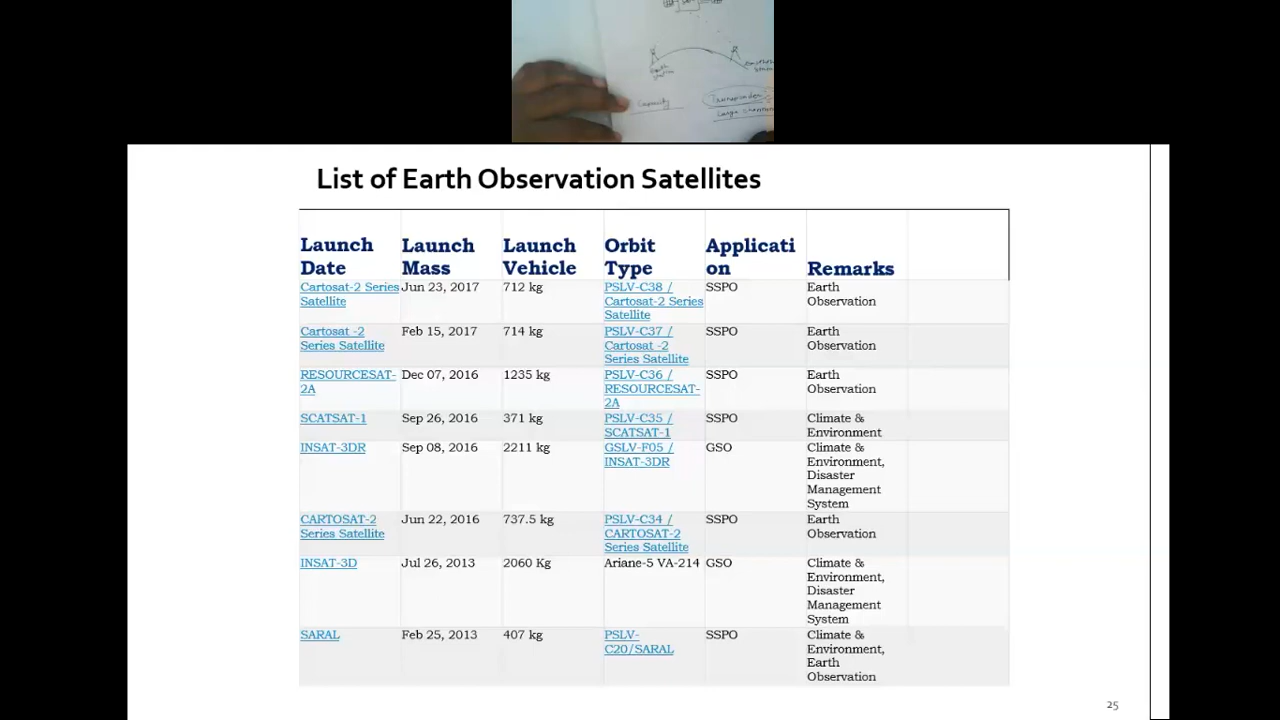 Earth
station
Capacity
Transponder
Large
List of Earth Observation Satellites
Launch Date Launch Mass Launch Vehicle Orbit Type Applicati on Remarks
Cartosat-2 Series Satellite Jun 23, 2017 712 kg PSLV-C38 / Cartosat-2 Series Satellite SSPO Earth Observation
Cartosat -2 Series Satellite Feb 15, 2017 714 kg PSLV-C37 / Cartosat -2 Series Satellite SSPO Earth Observation
RESOURCESAT-2A Dec 07, 2016 1235 kg PSLV-C36 / RESOURCESAT-2A SSPO Earth Observation
SCATSAT-1 Sep 26, 2016 371 kg PSLV-C35 / SCATSAT-1 SSPO Climate & Environment
INSAT-3DR Sep 08, 2016 2211 kg GSLV-F05 / INSAT-3DR GSO Climate & Environment, Disaster Management System
CARTOSAT-2 Series Satellite Jun 22, 2016 737.5 kg PSLV-C34 / CARTOSAT-2 Series Satellite SSPO Earth Observation
INSAT-3D Jul 26, 2013 2060 Kg Ariane-5 VA-214 GSO Climate & Environment, Disaster Management System
SARAL Feb 25, 2013 407 kg PSLV-C20/SARAL SSPO Climate & Environment, Earth Observation
25